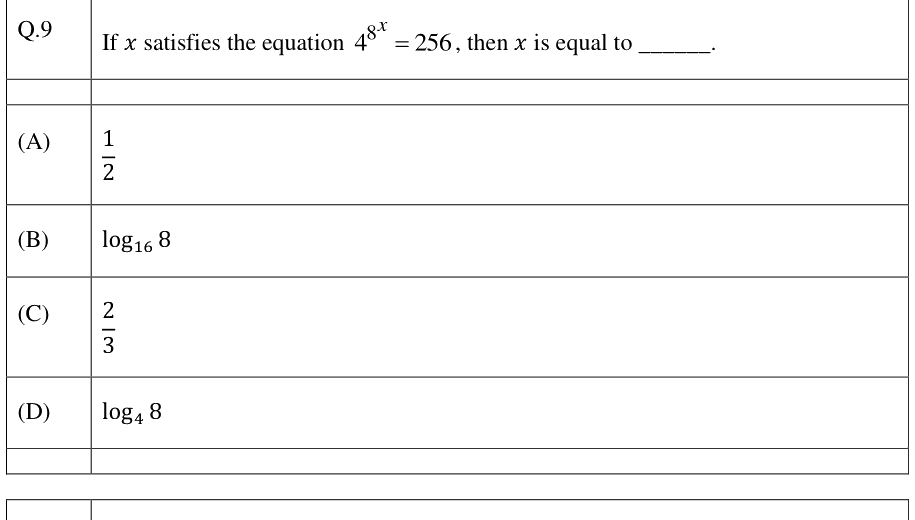 Q.9
If x satisfies the equation 4^{8^x} = 256, then x is equal to ______.
(A)
1/2
(B)
log₁₆ 8
(C)
2/3
(D)
log₄ 8